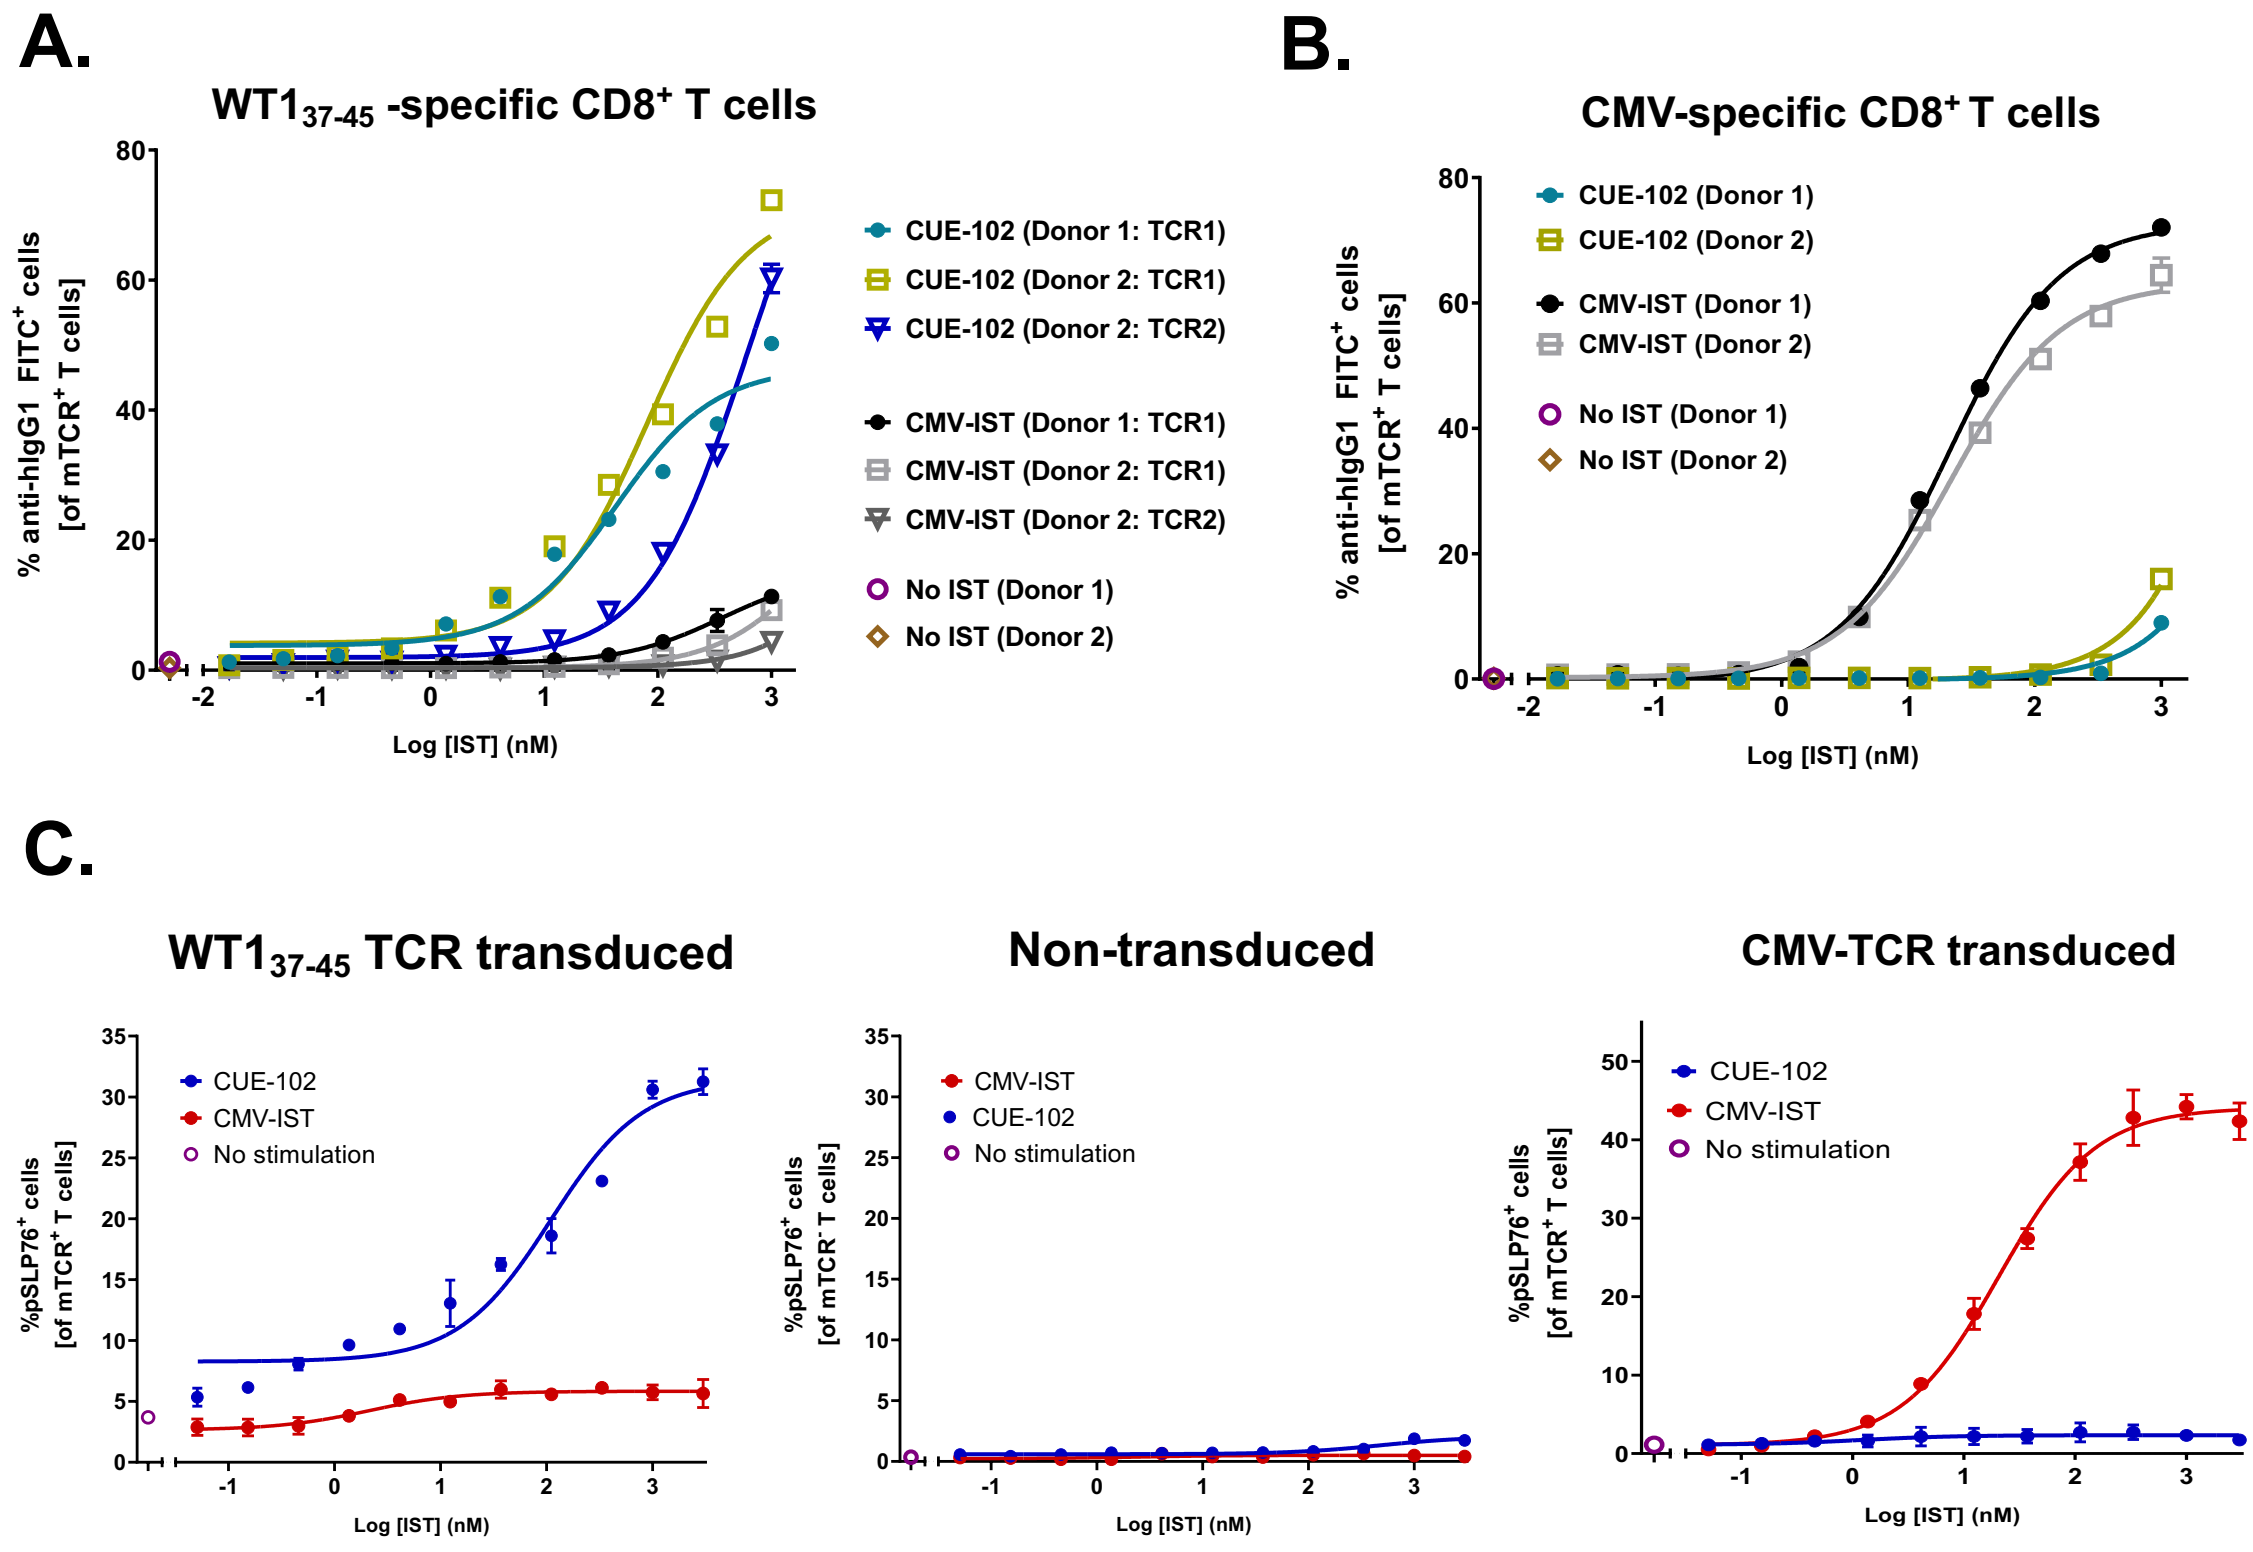 A.
WT1₃₇₋₄₅ -specific CD8⁺ T cells
% anti-hIgG1 FITC⁺ cells
[of mTCR⁺ T cells]
80
60
40
20
0
-2 -1 0 1 2 3
Log [IST] (nM)
CUE-102 (Donor 1: TCR1)
CUE-102 (Donor 2: TCR1)
CUE-102 (Donor 2: TCR2)
CMV-IST (Donor 1: TCR1)
CMV-IST (Donor 2: TCR1)
CMV-IST (Donor 2: TCR2)
No IST (Donor 1)
No IST (Donor 2)
B.
CMV-specific CD8⁺ T cells
% anti-hIgG1 FITC⁺ cells
[of mTCR⁺ T cells]
80
60
40
20
0
-2 -1 0 1 2 3
Log [IST] (nM)
CUE-102 (Donor 1)
CUE-102 (Donor 2)
CMV-IST (Donor 1)
CMV-IST (Donor 2)
No IST (Donor 1)
No IST (Donor 2)
C.
WT1₃₇₋₄₅ TCR transduced
%pSLP76⁺ cells
[of mTCR⁺ T cells]
35
30
25
20
15
10
5
0
-1 0 1 2 3
Log [IST] (nM)
CUE-102
CMV-IST
No stimulation
Non-transduced
%pSLP76⁺ cells
[of mTCR⁻ T cells]
35
30
25
20
15
10
5
0
-1 0 1 2 3
Log [IST] (nM)
CMV-IST
CUE-102
No stimulation
CMV-TCR transduced
%pSLP76⁺ cells
[of mTCR⁺ T cells]
50
40
30
20
10
0
-1 0 1 2 3
Log [IST] (nM)
CUE-102
CMV-IST
No stimulation